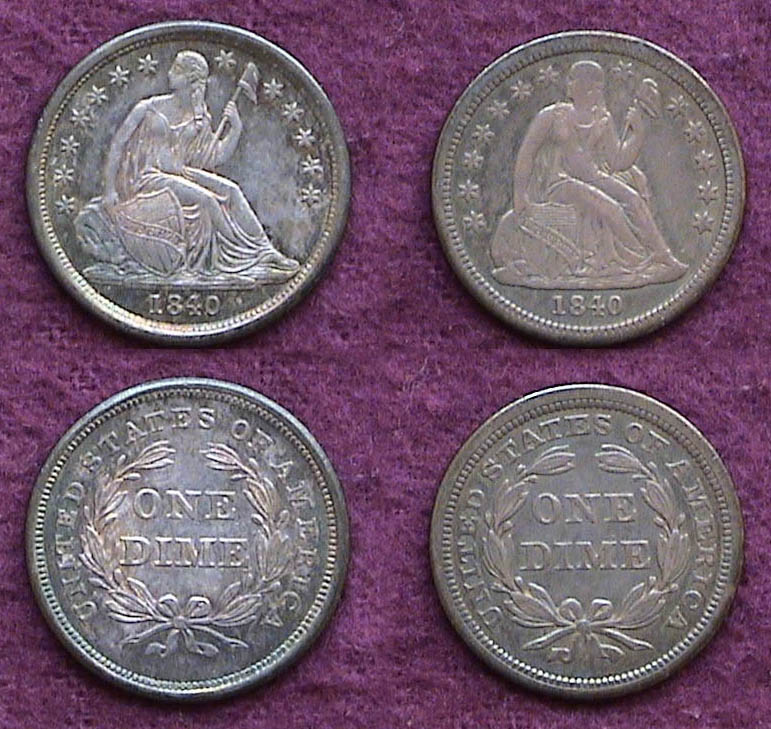 1840
1840
UNITED STATES OF AMERICA
ONE
DIME
UNITED STATES OF AMERICA
ONE
DIME